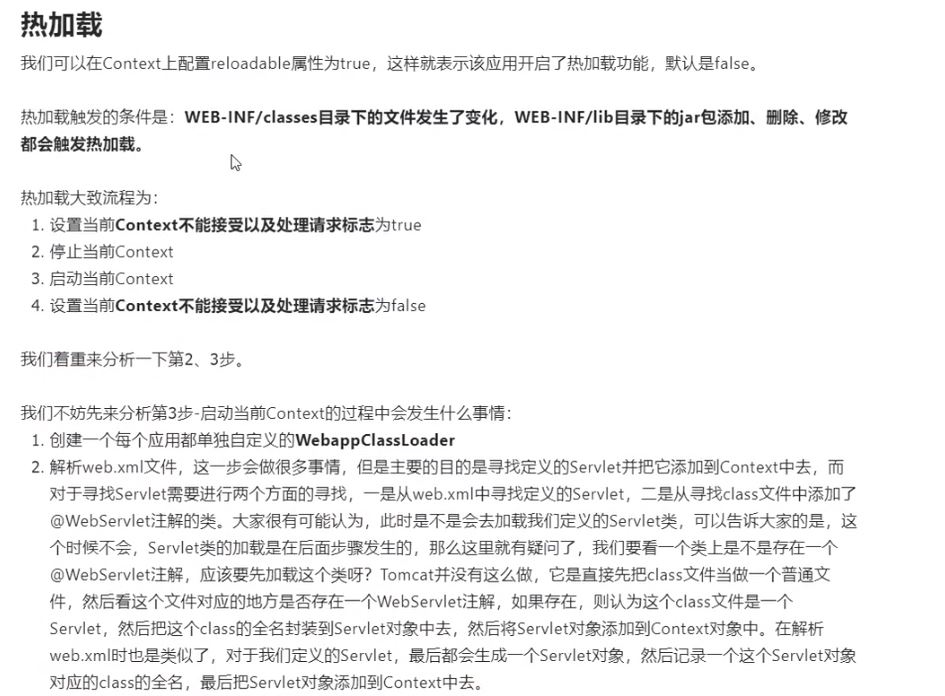 热加载
我们可以在Context上配置reloadable属性为true，这样就表示该应用开启了热加载功能，默认是false。
热加载触发的条件是：WEB-INF/classes目录下的文件发生了变化，WEB-INF/lib目录下的jar包添加、删除、修改
都会触发热加载。
热加载大致流程为：
1. 设置当前Context不能接受以及处理请求标志为true
2. 停止当前Context
3. 启动当前Context
4. 设置当前Context不能接受以及处理请求标志为false
我们着重来分析一下第2、3步。
我们不妨先来分析第3步-启动当前Context的过程中会发生什么事情：
1. 创建一个每个应用都单独自定义的WebappClassLoader
2. 解析web.xml文件，这一步会做很多事情，但是主要的目的是寻找定义的Servlet并把它添加到Context中去，而
对于寻找Servlet需要进行两个方面的寻找，一是从web.xml中寻找定义的Servlet，二是从寻找class文件中添加了
@WebServlet注解的类。大家很有可能认为，此时是不是会去加载我们定义的Servlet类，可以告诉大家的是，这
个时候不会，Servlet类的加载是在后面步骤发生的，那么这里就有疑问了，我们要看一个类上是不是存在一个
@WebServlet注解，应该要先加载这个类呀？Tomcat并没有这么做，它是直接先把class文件当做一个普通文
件，然后看这个文件对应的地方是否存在一个WebServlet注解，如果存在，则认为这个class文件是一个
Servlet，然后把这个class的全名封装到Servlet对象中去，然后将Servlet对象添加到Context对象中。在解析
web.xml时也是类似了，对于我们定义的Servlet，最后都会生成一个Servlet对象，然后记录一个这个Servlet对象
对应的class的全名，最后把Servlet对象添加到Context中去。